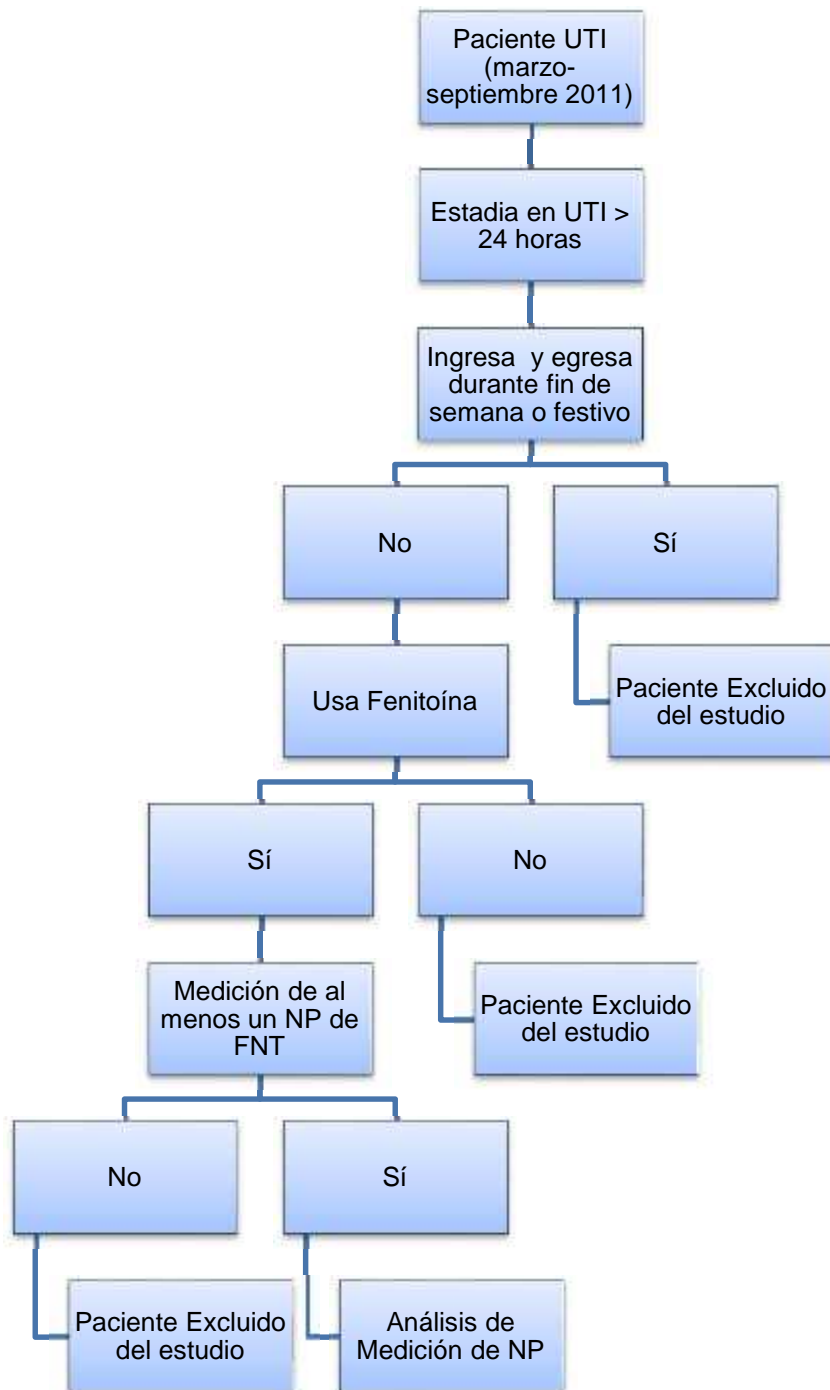 Paciente UTI
(marzo-
septiembre 2011)
Estadia en UTI >
24 horas
Ingresa y egresa
durante fin de
semana o festivo
No
Sí
Usa Fenitoína
Paciente Excluido
del estudio
Sí
No
Medición de al
menos un NP de
FNT
Paciente Excluido
del estudio
No
Sí
Paciente Excluido
del estudio
Análisis de
Medición de NP